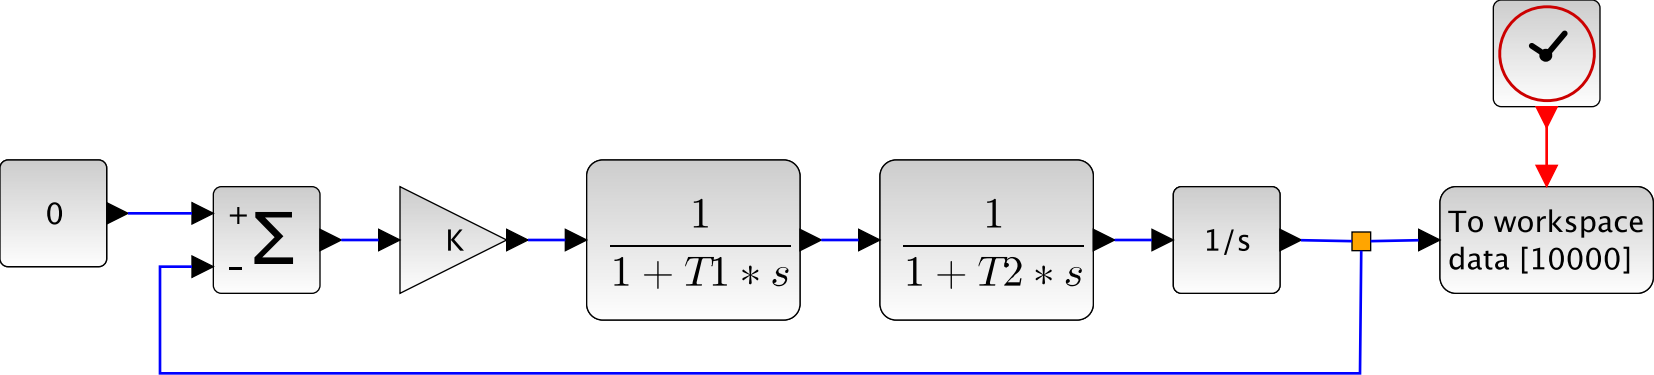 0
+
Σ
-
K
1
1 + T1 * s
1
1 + T2 * s
1/s
To workspace
data [10000]